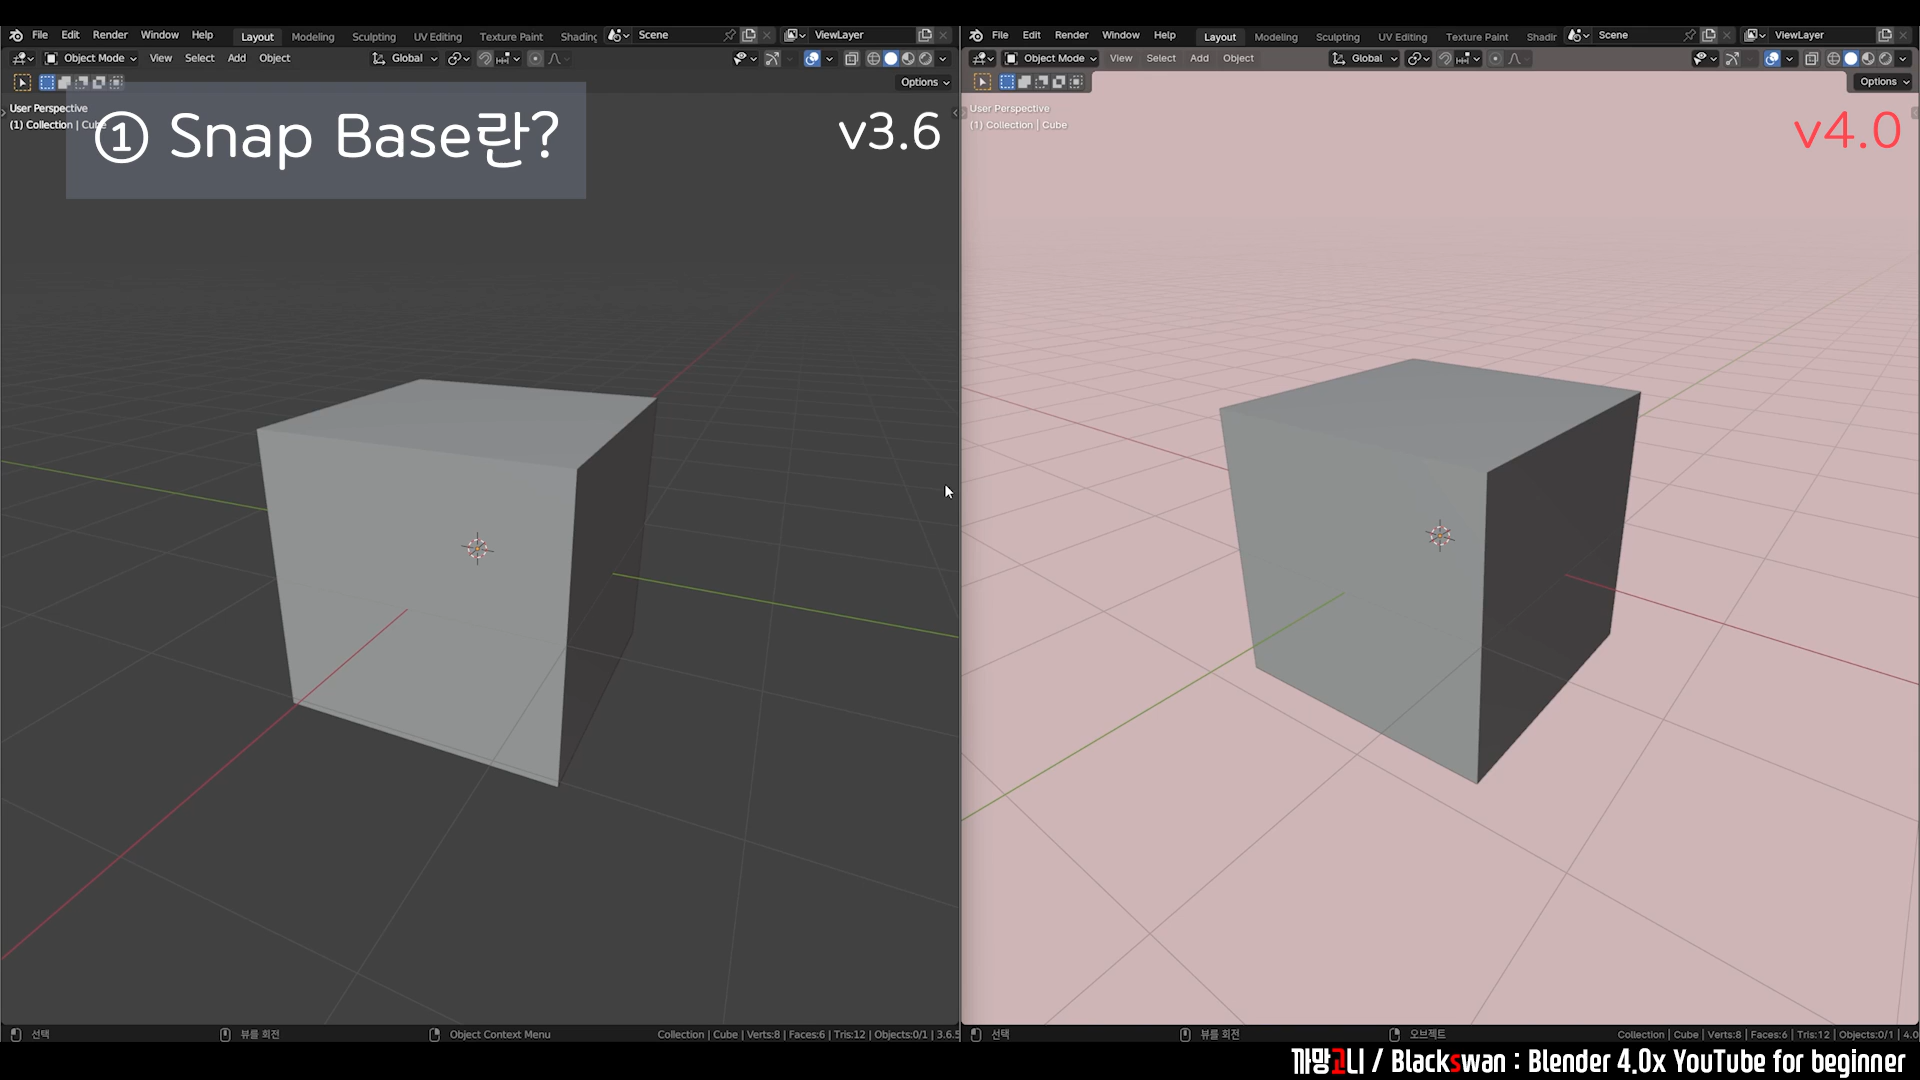 File Edit Render Window Help Layout Modeling Sculpting UV Editing Texture Paint Shading Scene ViewLayer
Object Mode View Select Add Object Global
Options
User Perspective
(1) Collection | Cube
① Snap Base란?
v3.6
선택 뷰를 회전 Object Context Menu Collection | Cube | Verts:8 | Faces:6 | Tris:12 | Objects:0/1 | 3.6.5
File Edit Render Window Help Layout Modeling Sculpting UV Editing Texture Paint Shadir Scene ViewLayer
Object Mode View Select Add Object Global
Options
User Perspective
(1) Collection | Cube
v4.0
선택 뷰를 회전 오브젝트 Collection | Cube | Verts:8 | Faces:6 | Tris:12 | Objects:0/1 | 4.0
까망고니 / Blackswan : Blender 4.0x YouTube for beginner